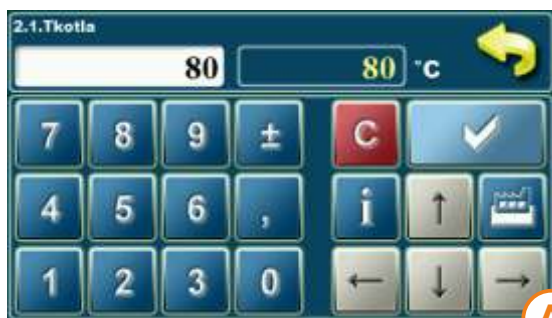 2.1.Tkotla
80 80 °C
7 8 9 ± C
4 5 6 , i ↑
1 2 3 0 ← ↓ →